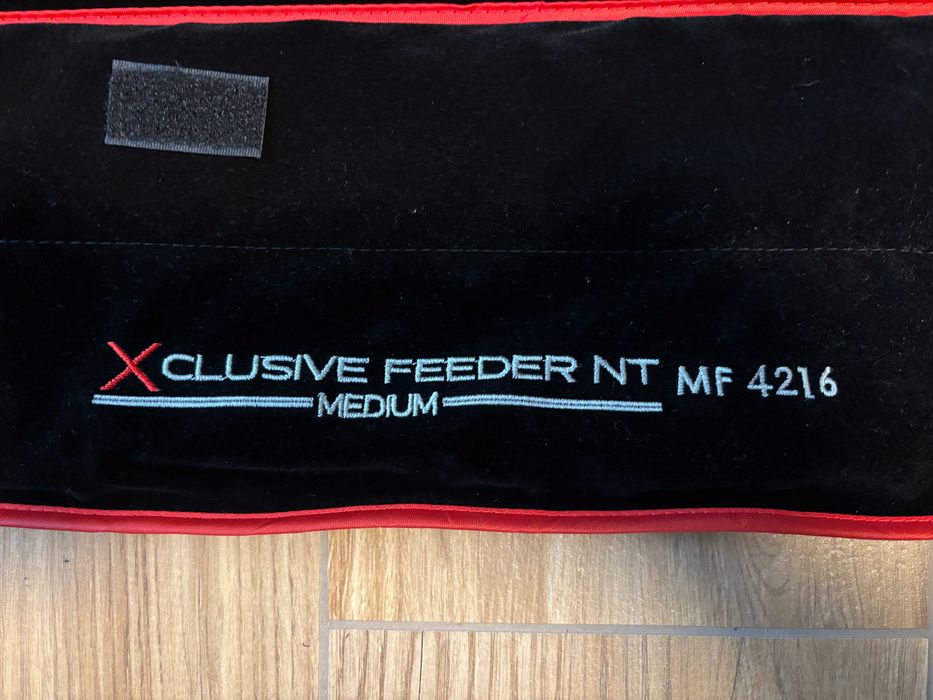 XCLUSIVE FEEDER NT MF 4216
MEDIUM